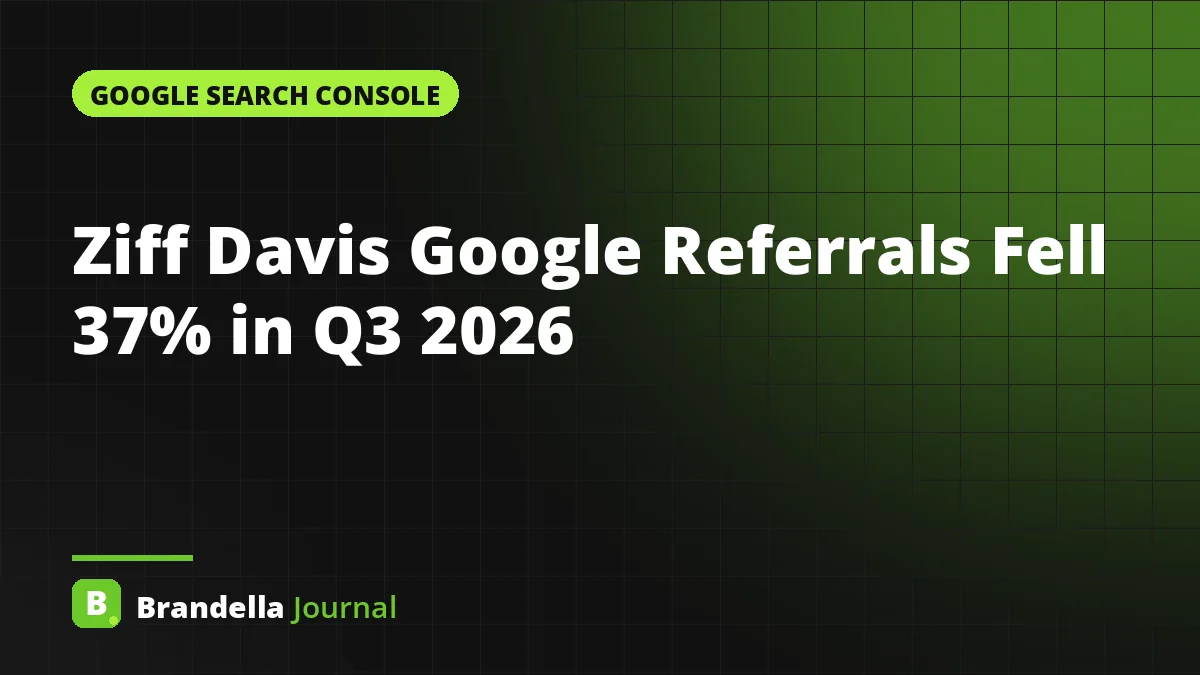 GOOGLE SEARCH CONSOLE
Ziff Davis Google Referrals Fell
37% in Q3 2026
B
Brandella Journal